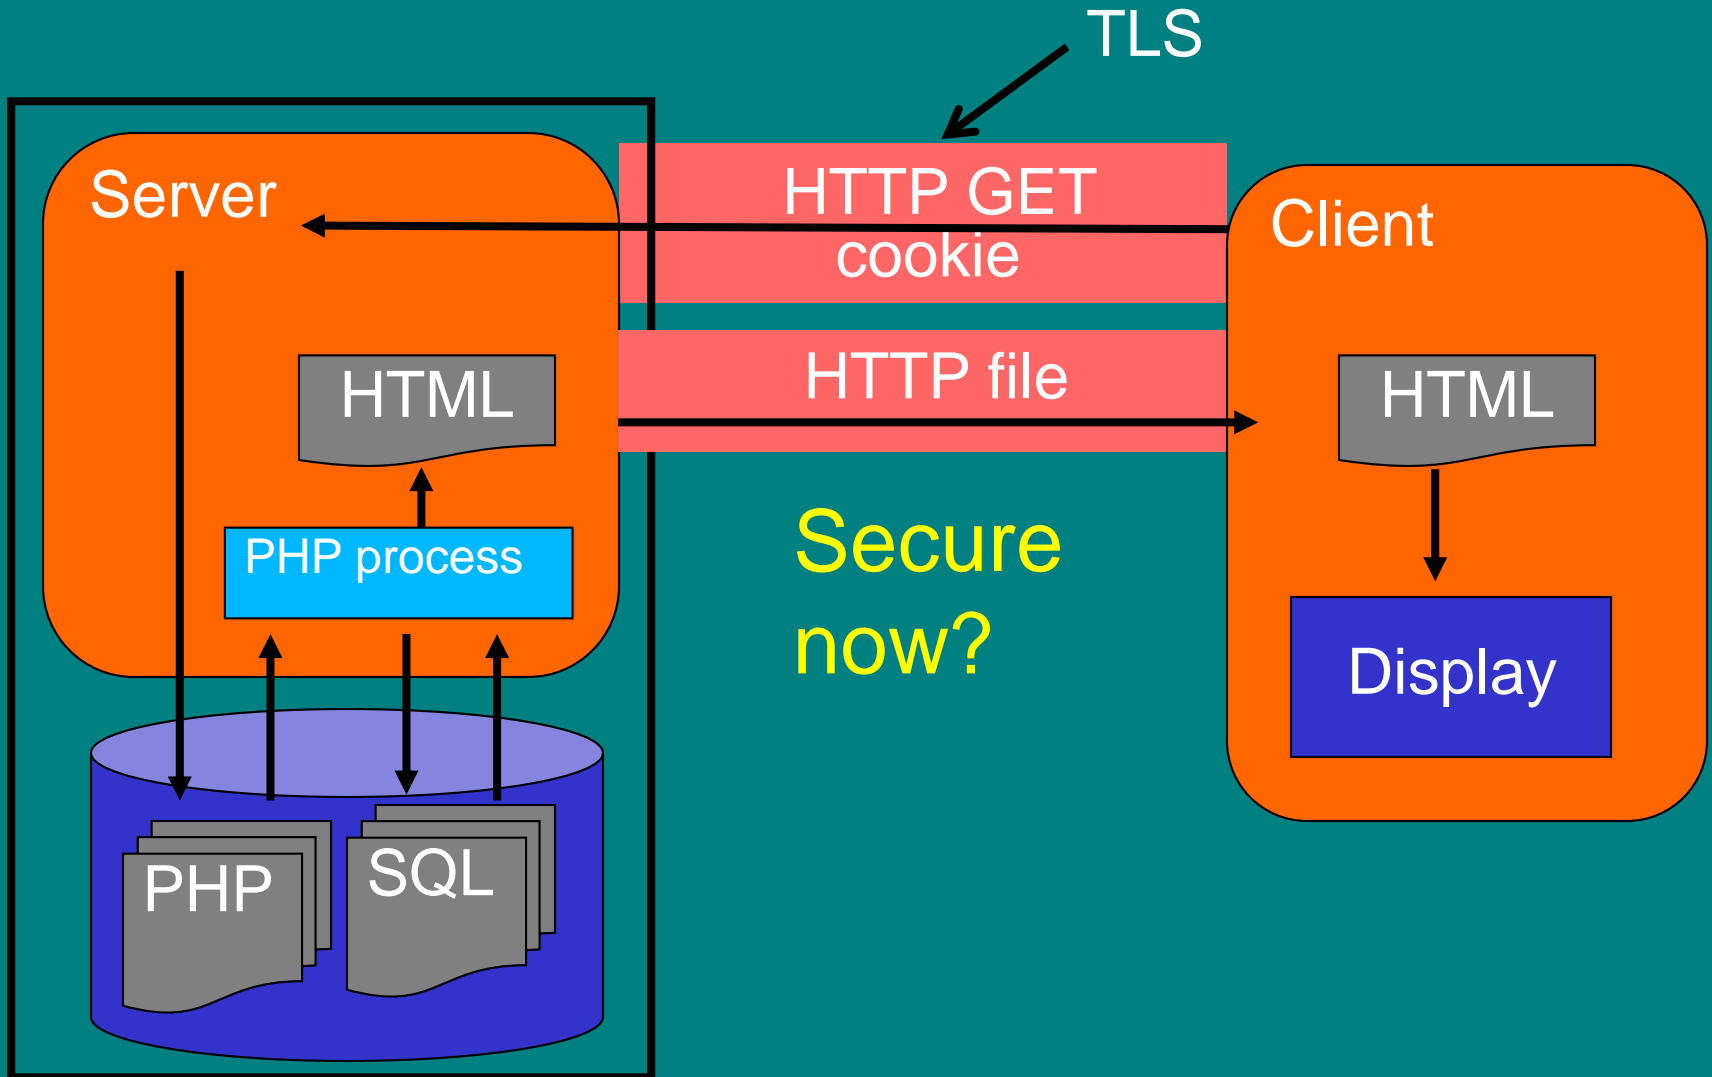 TLS
Server
HTTP GET
cookie
Client
HTML
HTTP file
HTML
PHP process
Secure
now?
Display
PHP
SQL